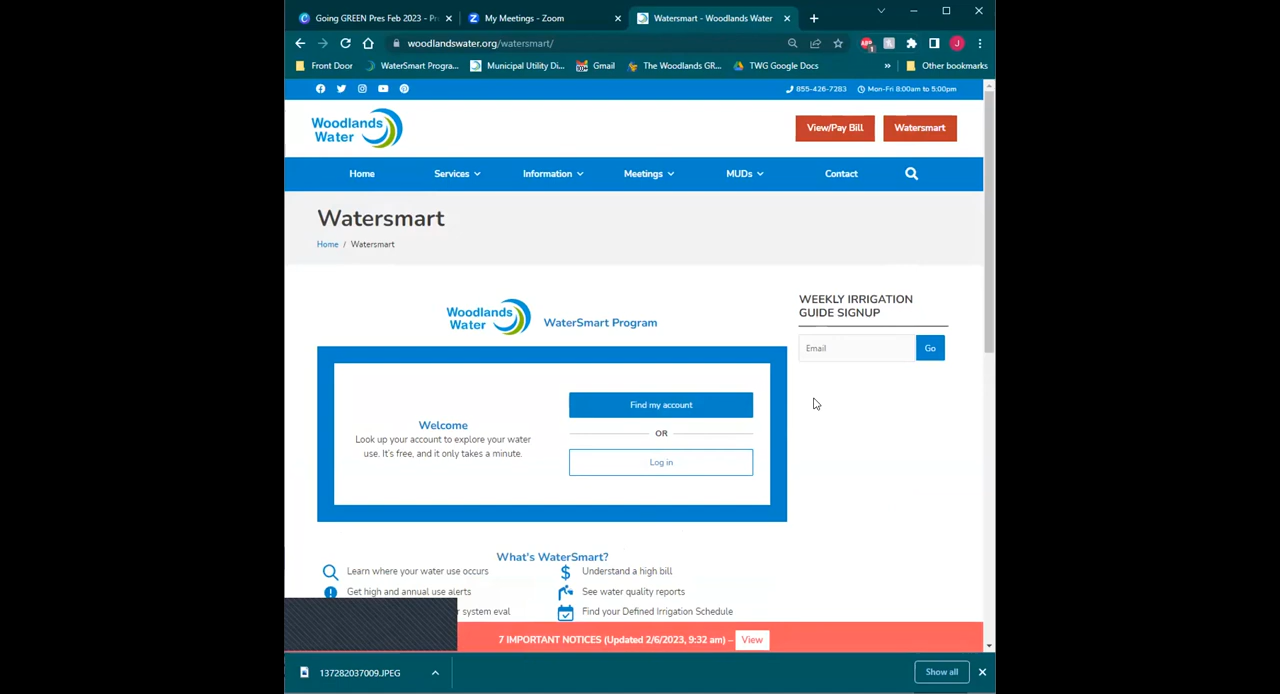 Going GREEN Pres Feb 2023 - Pr
My Meetings - Zoom
Watersmart - Woodlands Water
woodlandswater.org/watersmart/
Front Door
WaterSmart Progra...
Municipal Utility Di...
Gmail
The Woodlands GR...
TWG Google Docs
»
Other bookmarks
855-426-7283
Mon-Fri 8:00am to 5:00pm
Woodlands
Water
View/Pay Bill
Watersmart
Home
Services
Information
Meetings
MUDs
Contact
Watersmart
Home / Watersmart
Woodlands
Water
WaterSmart Program
WEEKLY IRRIGATION
GUIDE SIGNUP
Email
Go
Welcome
Look up your account to explore your water
use. It's free, and it only takes a minute.
Find my account
OR
Log in
What's WaterSmart?
Learn where your water use occurs
$ Understand a high bill
Get high and annual use alerts
See water quality reports
system eval
Find your Defined Irrigation Schedule
7 IMPORTANT NOTICES (Updated 2/6/2023, 9:32 am) –
View
137282037009.JPEG
Show all